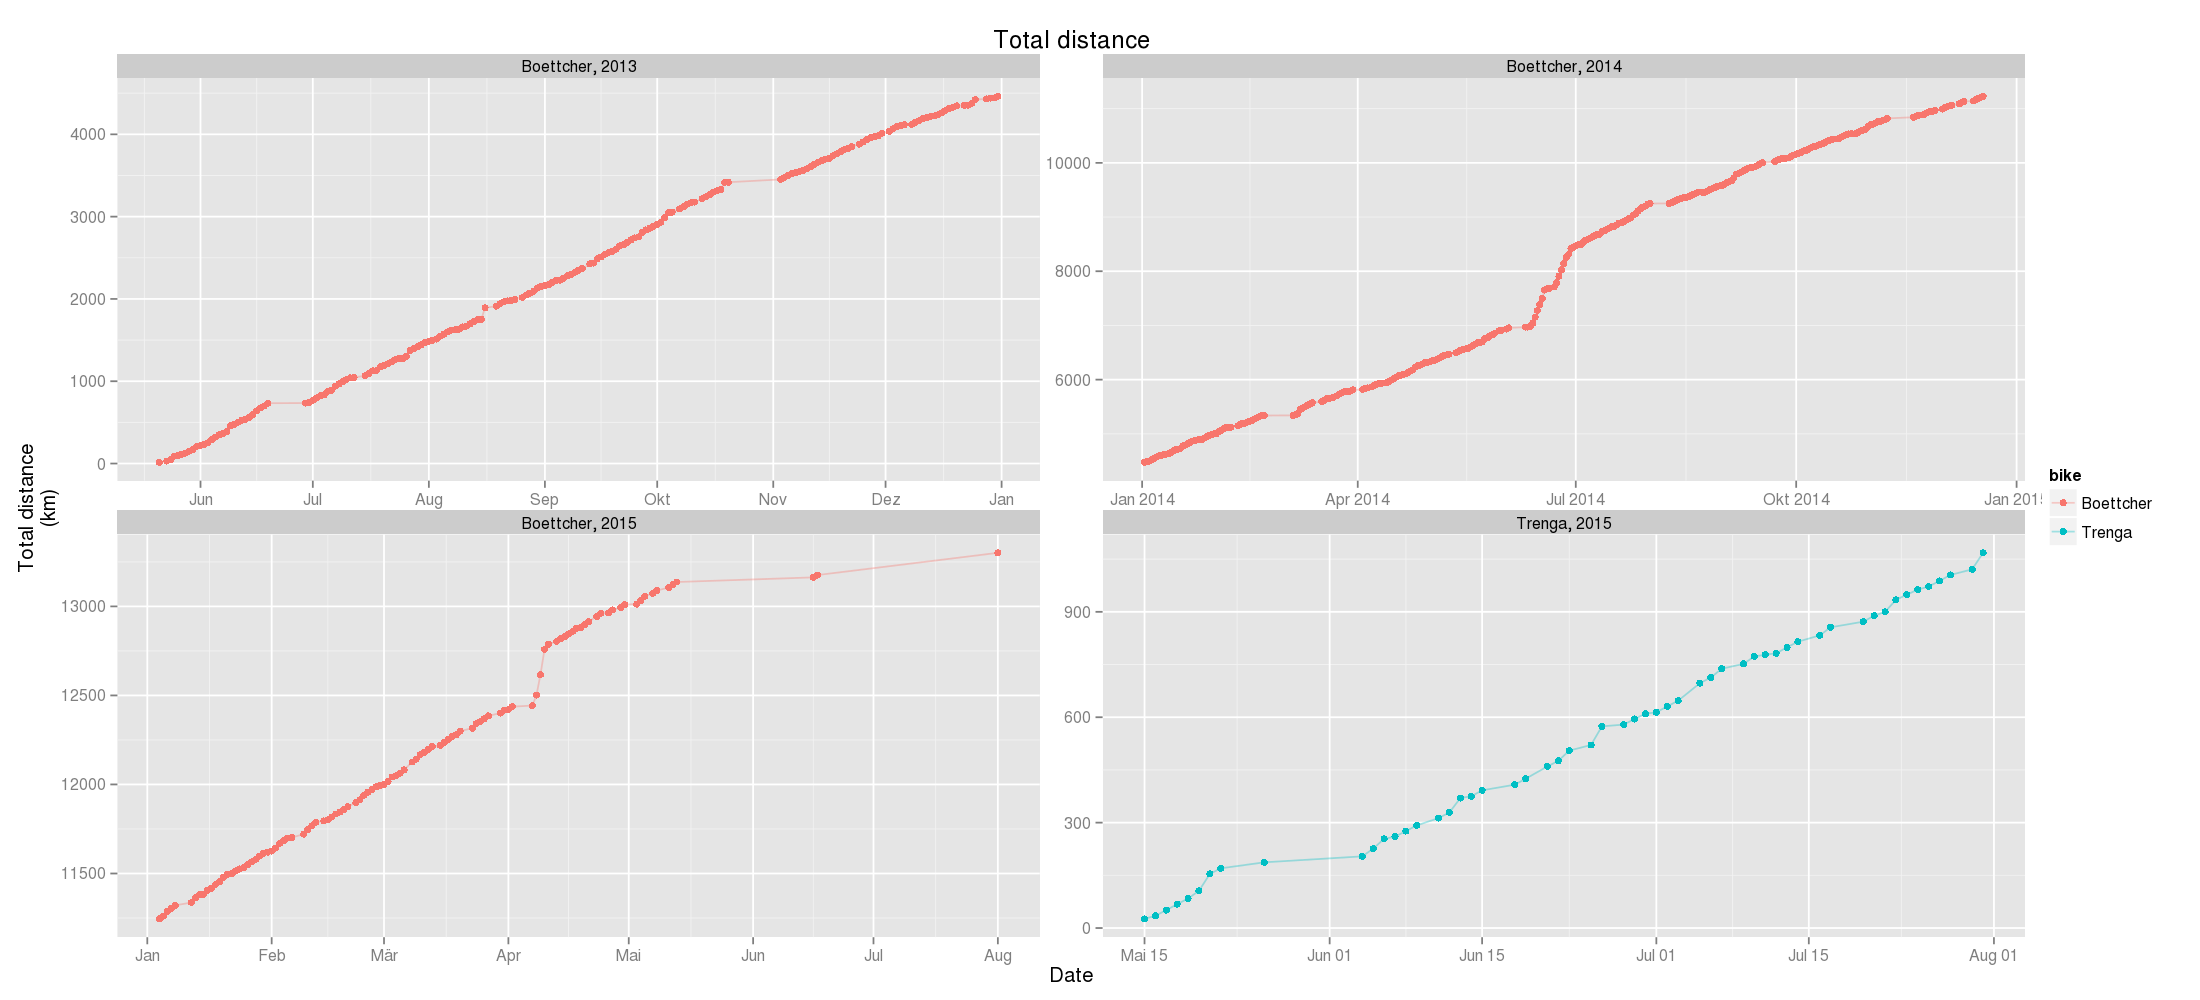 Total distance
Boettcher, 2013
4000
3000
2000
1000
0
Jun Jul Aug Sep Okt Nov Dez Jan
Boettcher, 2014
10000
8000
6000
Jan 2014 Apr 2014 Jul 2014 Okt 2014 Jan 201
Boettcher, 2015
13000
12500
12000
11500
Jan Feb Mär Apr Mai Jun Jul Aug
Trenga, 2015
900
600
300
0
Mai 15 Jun 01 Jun 15 Jul 01 Jul 15 Aug 01
Total distance
(km)
Date
bike
Boettcher
Trenga